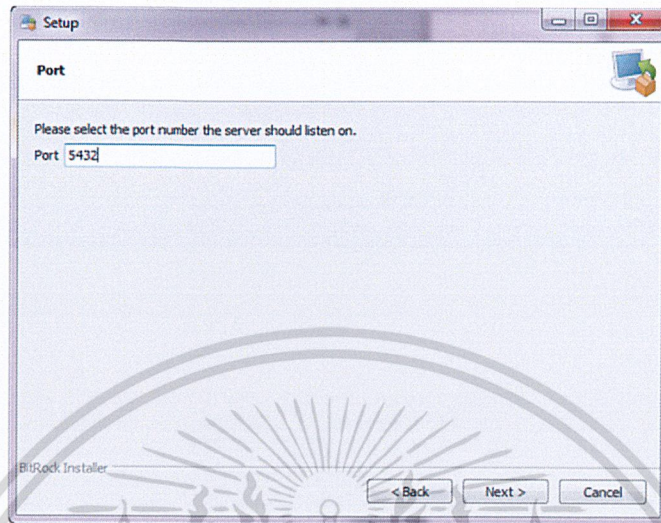 Setup
Port
Please select the port number the server should listen on.
Port 5432
BitRock Installer
< Back Next > Cancel